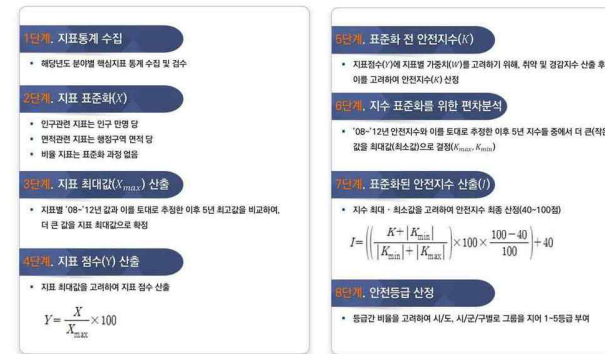 1단계. 지표통계 수집
• 해당년도 분야별 핵심지표 통계 수집 및 검수
2단계. 지표 표준화(X)
• 인구관련 지표는 인구 만명 당
• 면적관련 지표는 행정구역 면적 당
• 비율 지표는 표준화 과정 없음
3단계. 지표 최대값(X_max) 산출
• 지표별 '08~'12년 값과 이를 토대로 추정한 이후 5년 최고값을 비교하여,
더 큰 값을 지표 최대값으로 확정
4단계. 지표 점수(Y) 산출
• 지표 최대값을 고려하여 지표 점수 산출
Y = X / X_max × 100
5단계. 표준화 전 안전지수(K)
• 지표점수(Y)에 지표별 가중치(W)를 고려하기 위해, 취약 및 경감지수 산출 후
이를 고려하여 안전지수(K) 산정
6단계. 지수 표준화를 위한 편차분석
• '08~'12년 안전지수와 이를 토대로 추정한 이후 5년 지수들 중에서 더 큰(작은
값을 최대값(최소값)으로 결정(K_max, K_min)
7단계. 표준화된 안전지수 산출(I)
• 지수 최대 · 최소값을 고려하여 안전지수 최종 산정(40~100점)
I = (((K + |K_min|) / (|K_min| + |K_max|)) × 100 × (100 − 40) / 100) + 40
8단계. 안전등급 산정
• 등급간 비율을 고려하여 시/도, 시/군/구별로 그룹을 지어 1~5등급 부여